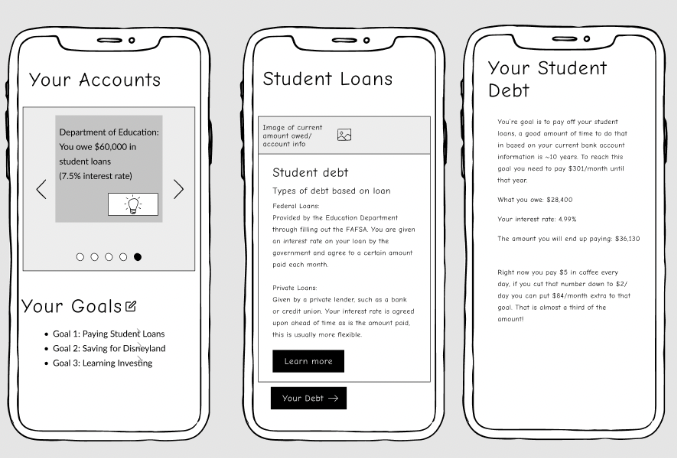 Your Accounts
Department of Education:
You owe $60,000 in
student loans
(7.5% interest rate)
Your Goals
Goal 1: Paying Student Loans
Goal 2: Saving for Disneyland
Goal 3: Learning Investing
Student Loans
Image of current
amount owed/
account info
Student debt
Types of debt based on loan
Federal Loans:
Provided by the Education Department
through filling out the FAFSA. You are given
an interest rate on your loan by the
government and agree to a certain amount
paid each month.
Private Loans:
Given by a private lender, such as a bank
or credit union. Your interest rate is agreed
upon ahead of time as is the amount paid,
this is usually more flexible.
Learn more
Your Debt
Your Student
Debt
You're goal is to pay off your student
loans, a good amount of time to do that
in based on your current bank account
information is ~10 years. To reach this
goal you need to pay $301/month until
that year.
What you owe: $28,400
Your interest rate: 4.99%
The amount you will end up paying: $36,130
Right now you pay $5 in coffee every
day, if you cut that number down to $2/
day you can put $84/month extra to that
goal. That is almost a third of the
amount!